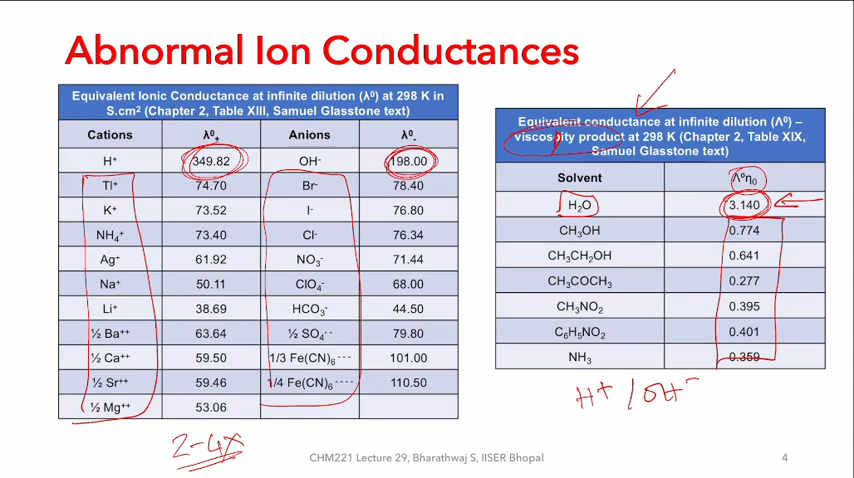 Abnormal Ion Conductances
Equivalent Ionic Conductance at infinite dilution (λ⁰) at 298 K in
S.cm² (Chapter 2, Table XIII, Samuel Glasstone text)
Cations λ⁰₊ Anions λ⁰₋
H⁺ 349.82 OH⁻ 198.00
Tl⁺ 74.70 Br⁻ 78.40
K⁺ 73.52 I⁻ 76.80
NH₄⁺ 73.40 Cl⁻ 76.34
Ag⁺ 61.92 NO₃⁻ 71.44
Na⁺ 50.11 ClO₄⁻ 68.00
Li⁺ 38.69 HCO₃⁻ 44.50
½ Ba⁺⁺ 63.64 ½ SO₄⁻⁻ 79.80
½ Ca⁺⁺ 59.50 1/3 Fe(CN)₆⁻⁻⁻ 101.00
½ Sr⁺⁺ 59.46 1/4 Fe(CN)₆⁻⁻⁻⁻ 110.50
½ Mg⁺⁺ 53.06
2-4x
Equivalent conductance at infinite dilution (Λ⁰) –
viscosity product at 298 K (Chapter 2, Table XIX,
Samuel Glasstone text)
Solvent Λ⁰η₀
H₂O 3.140
CH₃OH 0.774
CH₃CH₂OH 0.641
CH₃COCH₃ 0.277
CH₃NO₂ 0.395
C₆H₅NO₂ 0.401
NH₃ 0.359
H⁺ / OH⁻
CHM221 Lecture 29, Bharathwaj S, IISER Bhopal
4